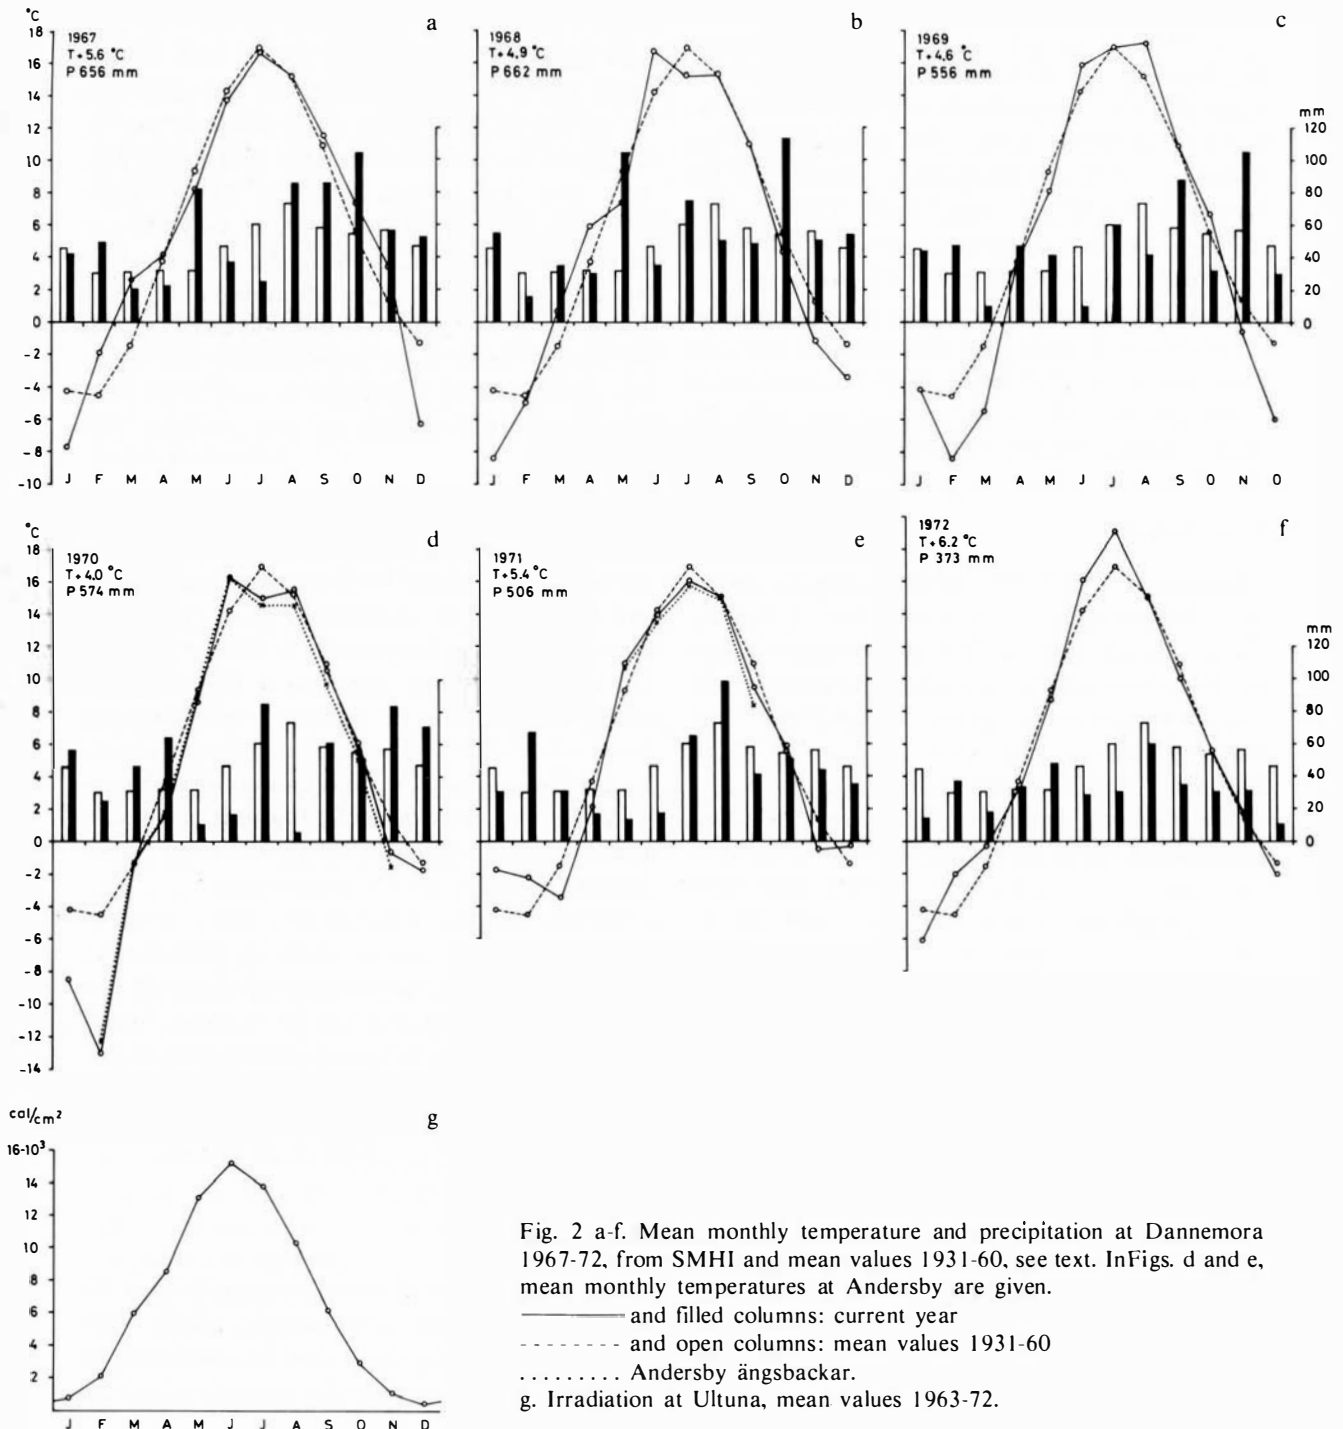 °C
a
b
c
18
16
14
12
10
8
6
4
2
0
-2
-4
-6
-8
-10
1967
T+5.6 °C
P 656 mm
1968
T+4.9 °C
P 662 mm
1969
T+4.6 °C
P 556 mm
mm
120
100
80
60
40
20
0
J F M A M J J A S O N D
J F M A M J J A S O N D
J F M A M J J A S O N O
°C
d
e
f
18
16
14
12
10
8
6
4
2
0
-2
-4
-6
-8
-10
-12
-14
1970
T+4.0 °C
P 574 mm
1971
T+5.4 °C
P 506 mm
1972
T+6.2 °C
P 373 mm
mm
120
100
80
60
40
20
0
cal/cm²
g
16·10³
14
12
10
8
6
4
2
J F M A M J J A S O N D
Fig. 2 a-f. Mean monthly temperature and precipitation at Dannemora
1967-72, from SMHI and mean values 1931-60, see text. InFigs. d and e,
mean monthly temperatures at Andersby are given.
and filled columns: current year
- - - - - - - and open columns: mean values 1931-60
. . . . . . . . . Andersby ängsbackar.
g. Irradiation at Ultuna, mean values 1963-72.